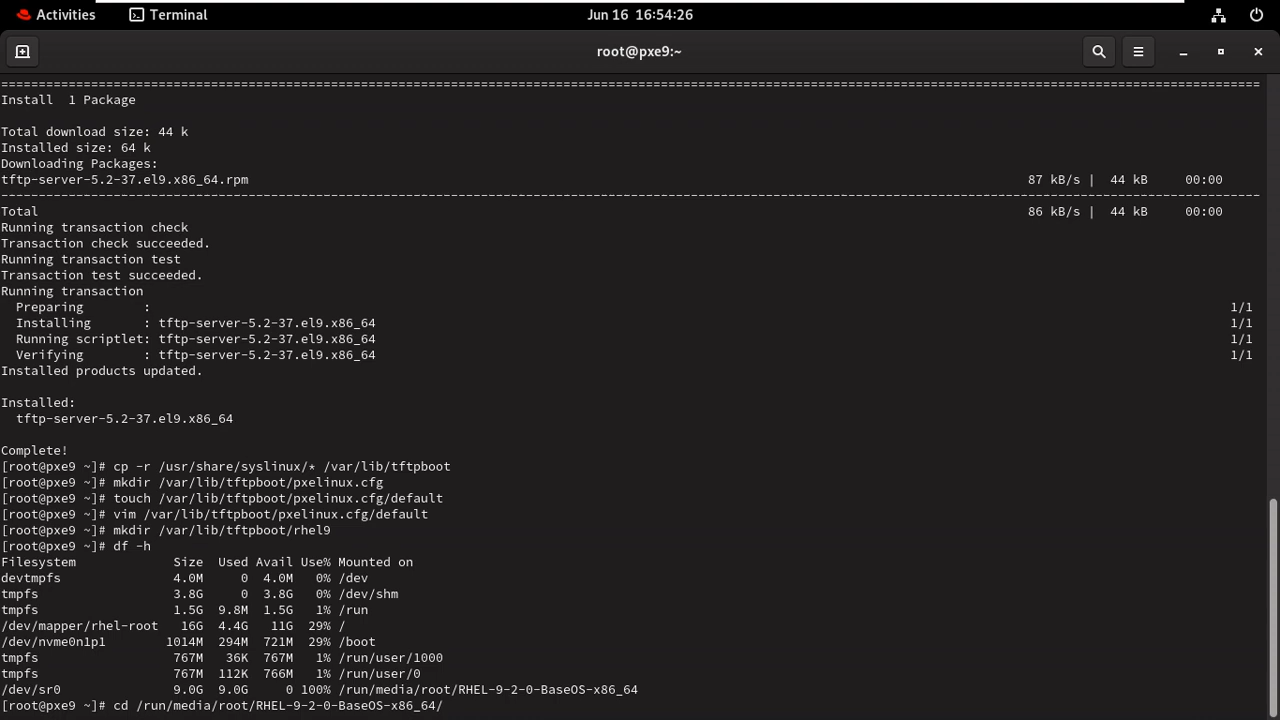 Activities Terminal Jun 16 16:54:26
root@pxe9:~
================================================================================================================================================================________
Install  1 Package
Total download size: 44 k
Installed size: 64 k
Downloading Packages:
tftp-server-5.2-37.el9.x86_64.rpm 87 kB/s | 44 kB 00:00
--------------------------------------------------------------------------------------------------------------------------------------------------------------------
Total 86 kB/s | 44 kB 00:00
Running transaction check
Transaction check succeeded.
Running transaction test
Transaction test succeeded.
Running transaction
  Preparing        : 1/1
  Installing       : tftp-server-5.2-37.el9.x86_64 1/1
  Running scriptlet: tftp-server-5.2-37.el9.x86_64 1/1
  Verifying        : tftp-server-5.2-37.el9.x86_64 1/1
Installed products updated.
Installed:
  tftp-server-5.2-37.el9.x86_64
Complete!
[root@pxe9 ~]# cp -r /usr/share/syslinux/* /var/lib/tftpboot
[root@pxe9 ~]# mkdir /var/lib/tftpboot/pxelinux.cfg
[root@pxe9 ~]# touch /var/lib/tftpboot/pxelinux.cfg/default
[root@pxe9 ~]# vim /var/lib/tftpboot/pxelinux.cfg/default
[root@pxe9 ~]# mkdir /var/lib/tftpboot/rhel9
[root@pxe9 ~]# df -h
Filesystem             Size  Used Avail Use% Mounted on
devtmpfs               4.0M     0  4.0M   0% /dev
tmpfs                  3.8G     0  3.8G   0% /dev/shm
tmpfs                  1.5G  9.8M  1.5G   1% /run
/dev/mapper/rhel-root   16G  4.4G   11G  29% /
/dev/nvme0n1p1        1014M  294M  721M  29% /boot
tmpfs                  767M   36K  767M   1% /run/user/1000
tmpfs                  767M  112K  766M   1% /run/user/0
/dev/sr0               9.0G  9.0G     0 100% /run/media/root/RHEL-9-2-0-BaseOS-x86_64
[root@pxe9 ~]# cd /run/media/root/RHEL-9-2-0-BaseOS-x86_64/